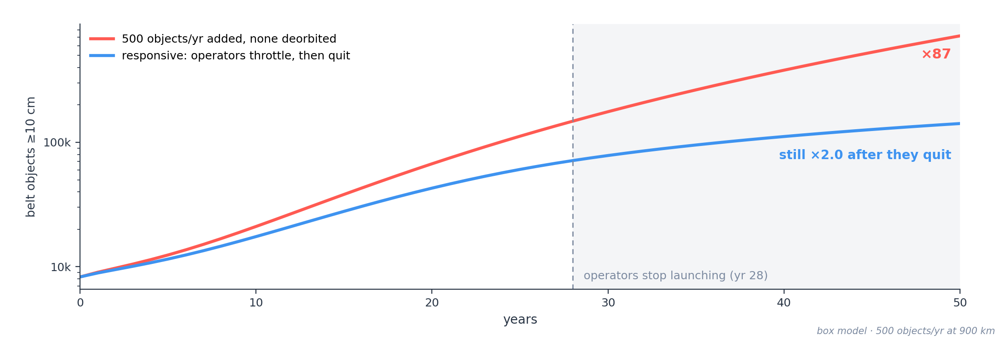 500 objects/yr added, none deorbited
responsive: operators throttle, then quit
×87
still ×2.0 after they quit
operators stop launching (yr 28)
belt objects ≥10 cm
100k
10k
0 10 20 30 40 50
years
box model · 500 objects/yr at 900 km